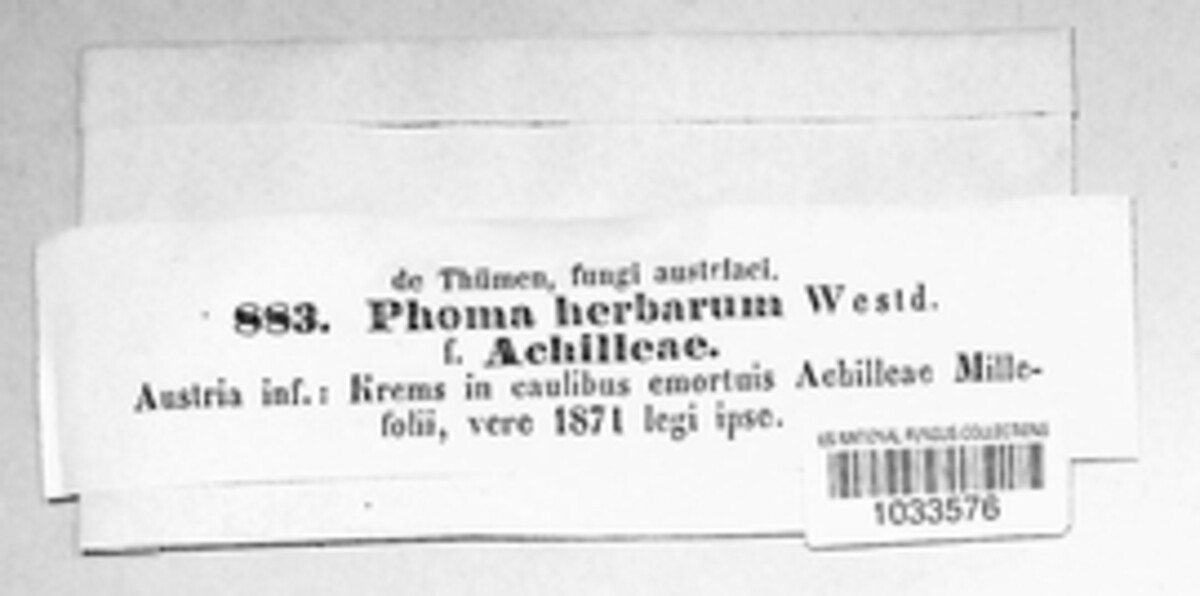 de Thümen, fungi austriaci.
883. Phoma herbarum Westd.
f. Achilleae.
Austria inf.: Krems in caulibus emortuis Achilleae Mille-
folii, vere 1871 legi ipse.
US NATIONAL FUNGUS COLLECTIONS
1033576